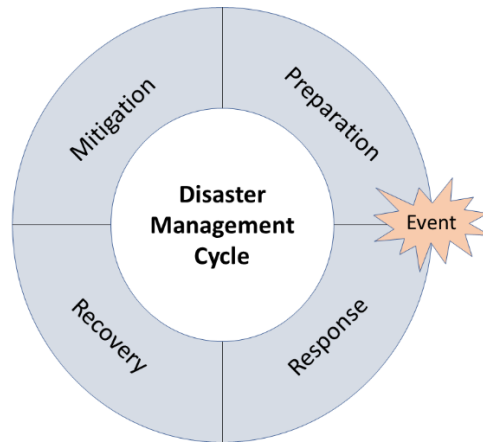 Mitigation
Preparation
Disaster
Management
Cycle
Event
Recovery
Response